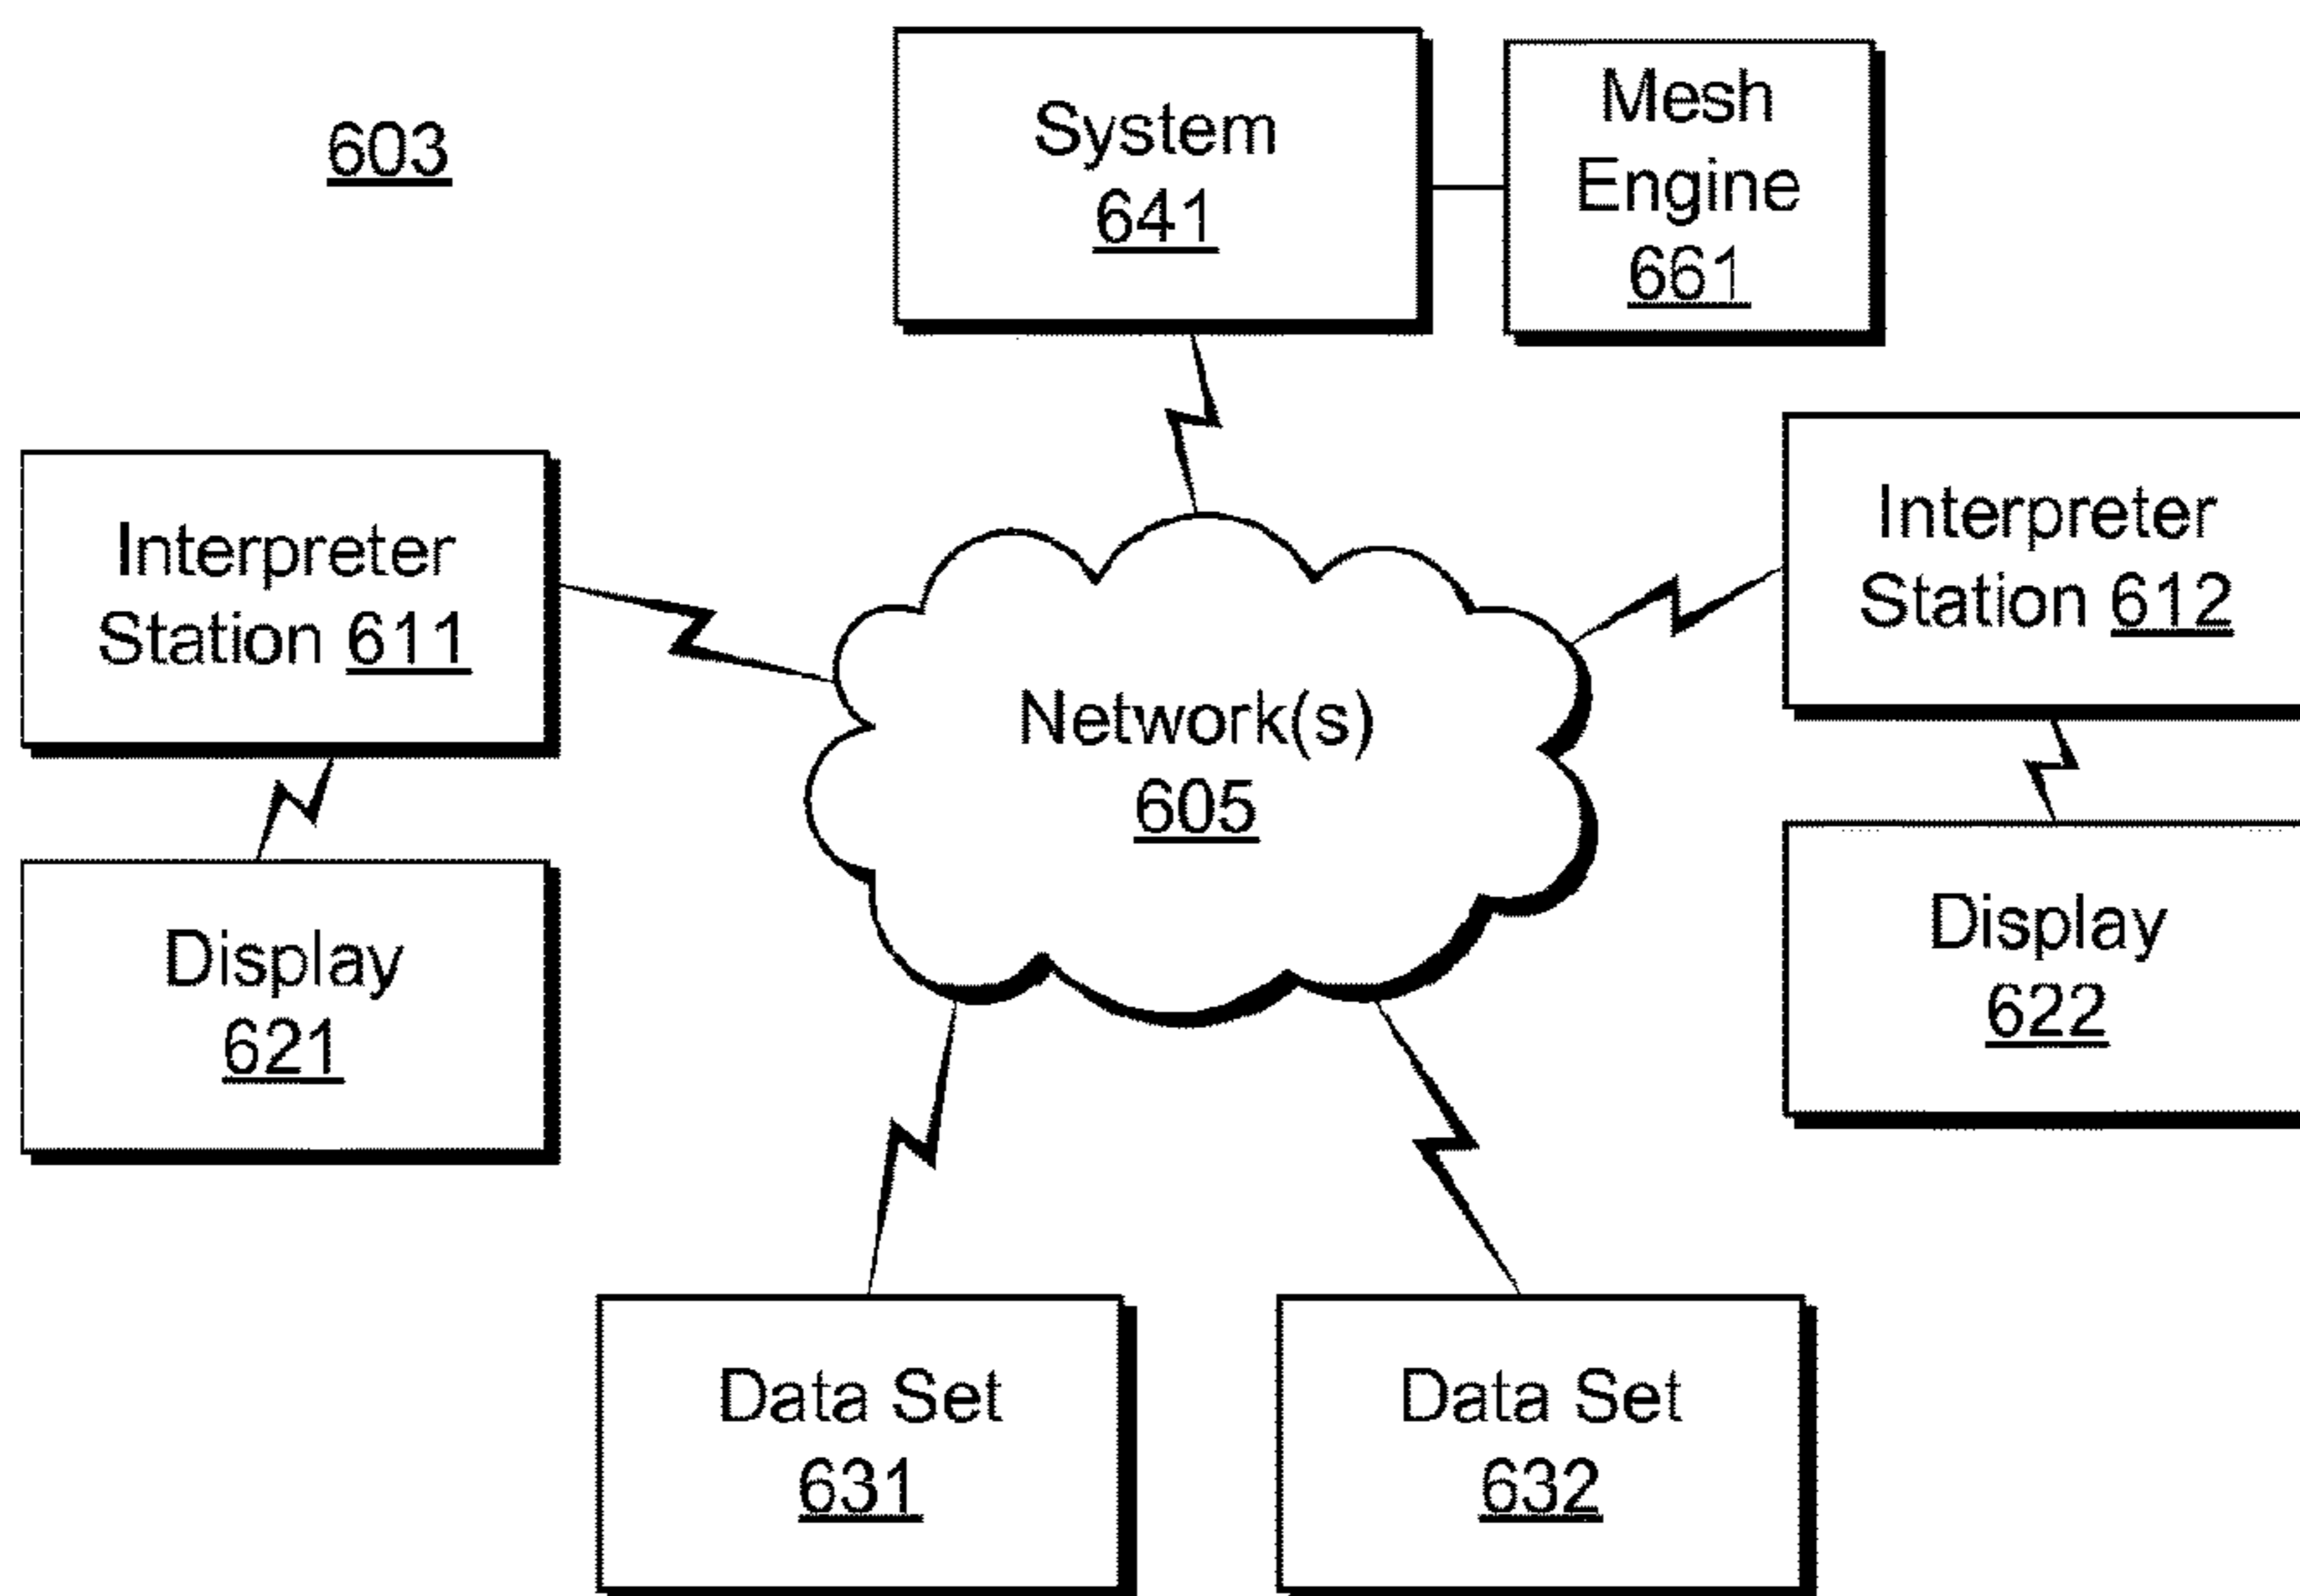 603
System
641
Mesh
Engine
661
Interpreter
Station 611
Interpreter
Station 612
Network(s)
605
Display
621
Display
622
Data Set
631
Data Set
632